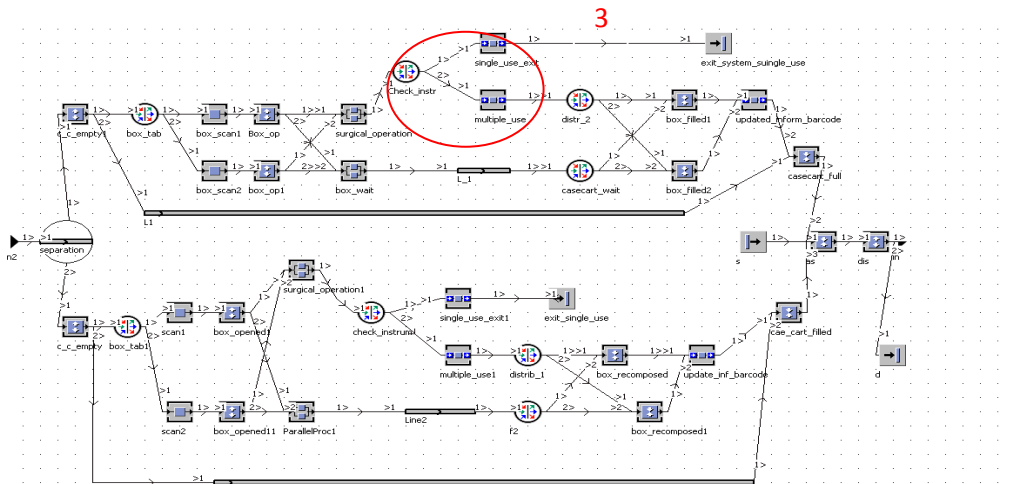 3
single_use_exit
exit_system_suingle_use
Check_instr
c_c_empty1
box_tab
box_scan1
Box_op
surgical_operation
multiple_use
distr_2
box_filled1
updated_inform_barcode
box_scan2
box_op1
box_wait
L_1
casecart_wait
box_filled2
casecart_full
L1
n2
separation
s
as
dis
in
surgical_operation1
c_c_empty
box_tab1
scan1
box_opened1
check_instrum
single_use_exit1
exit_single_use
cae_cart_filled
multiple_use1
distrib_1
box_recomposed
update_inf_barcode
d
scan2
box_opened11
ParallelProc1
Line2
f2
box_recomposed1